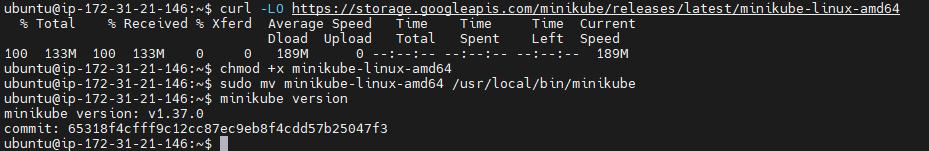 ubuntu@ip-172-31-21-146:~$ curl -LO https://storage.googleapis.com/minikube/releases/latest/minikube-linux-amd64
  % Total    % Received % Xferd  Average Speed   Time    Time     Time  Current
                                 Dload  Upload   Total   Spent    Left  Speed
100  133M  100  133M    0     0   189M      0 --:--:-- --:--:-- --:--:--  189M
ubuntu@ip-172-31-21-146:~$ chmod +x minikube-linux-amd64
ubuntu@ip-172-31-21-146:~$ sudo mv minikube-linux-amd64 /usr/local/bin/minikube
ubuntu@ip-172-31-21-146:~$ minikube version
minikube version: v1.37.0
commit: 65318f4cfff9c12cc87ec9eb8f4cdd57b25047f3
ubuntu@ip-172-31-21-146:~$